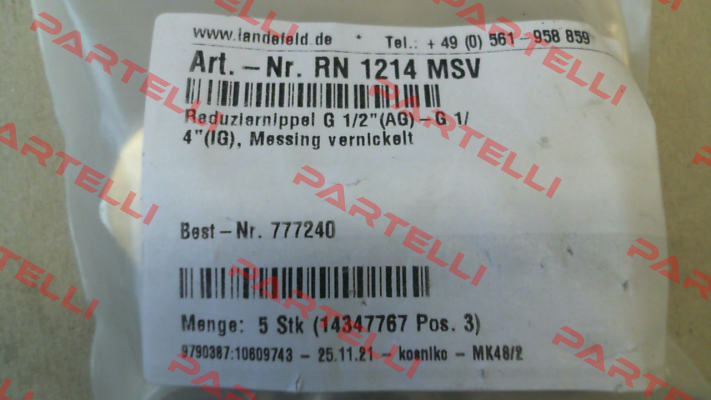 www.landefeld.de * Tel.: + 49 (0) 561 - 958 859
Art. - Nr. RN 1214 MSV
Reduziernippel G 1/2"(AG) - G 1/
4"(IG), Messing vernickelt
Best - Nr. 777240
Menge: 5 Stk (14347767 Pos. 3)
9790387:10609743 - 25.11.21 - kosniko - MK48/2
PARTELLI
PARTELLI
PARTELLI
PARTELLI
PARTELLI
PARTELLI